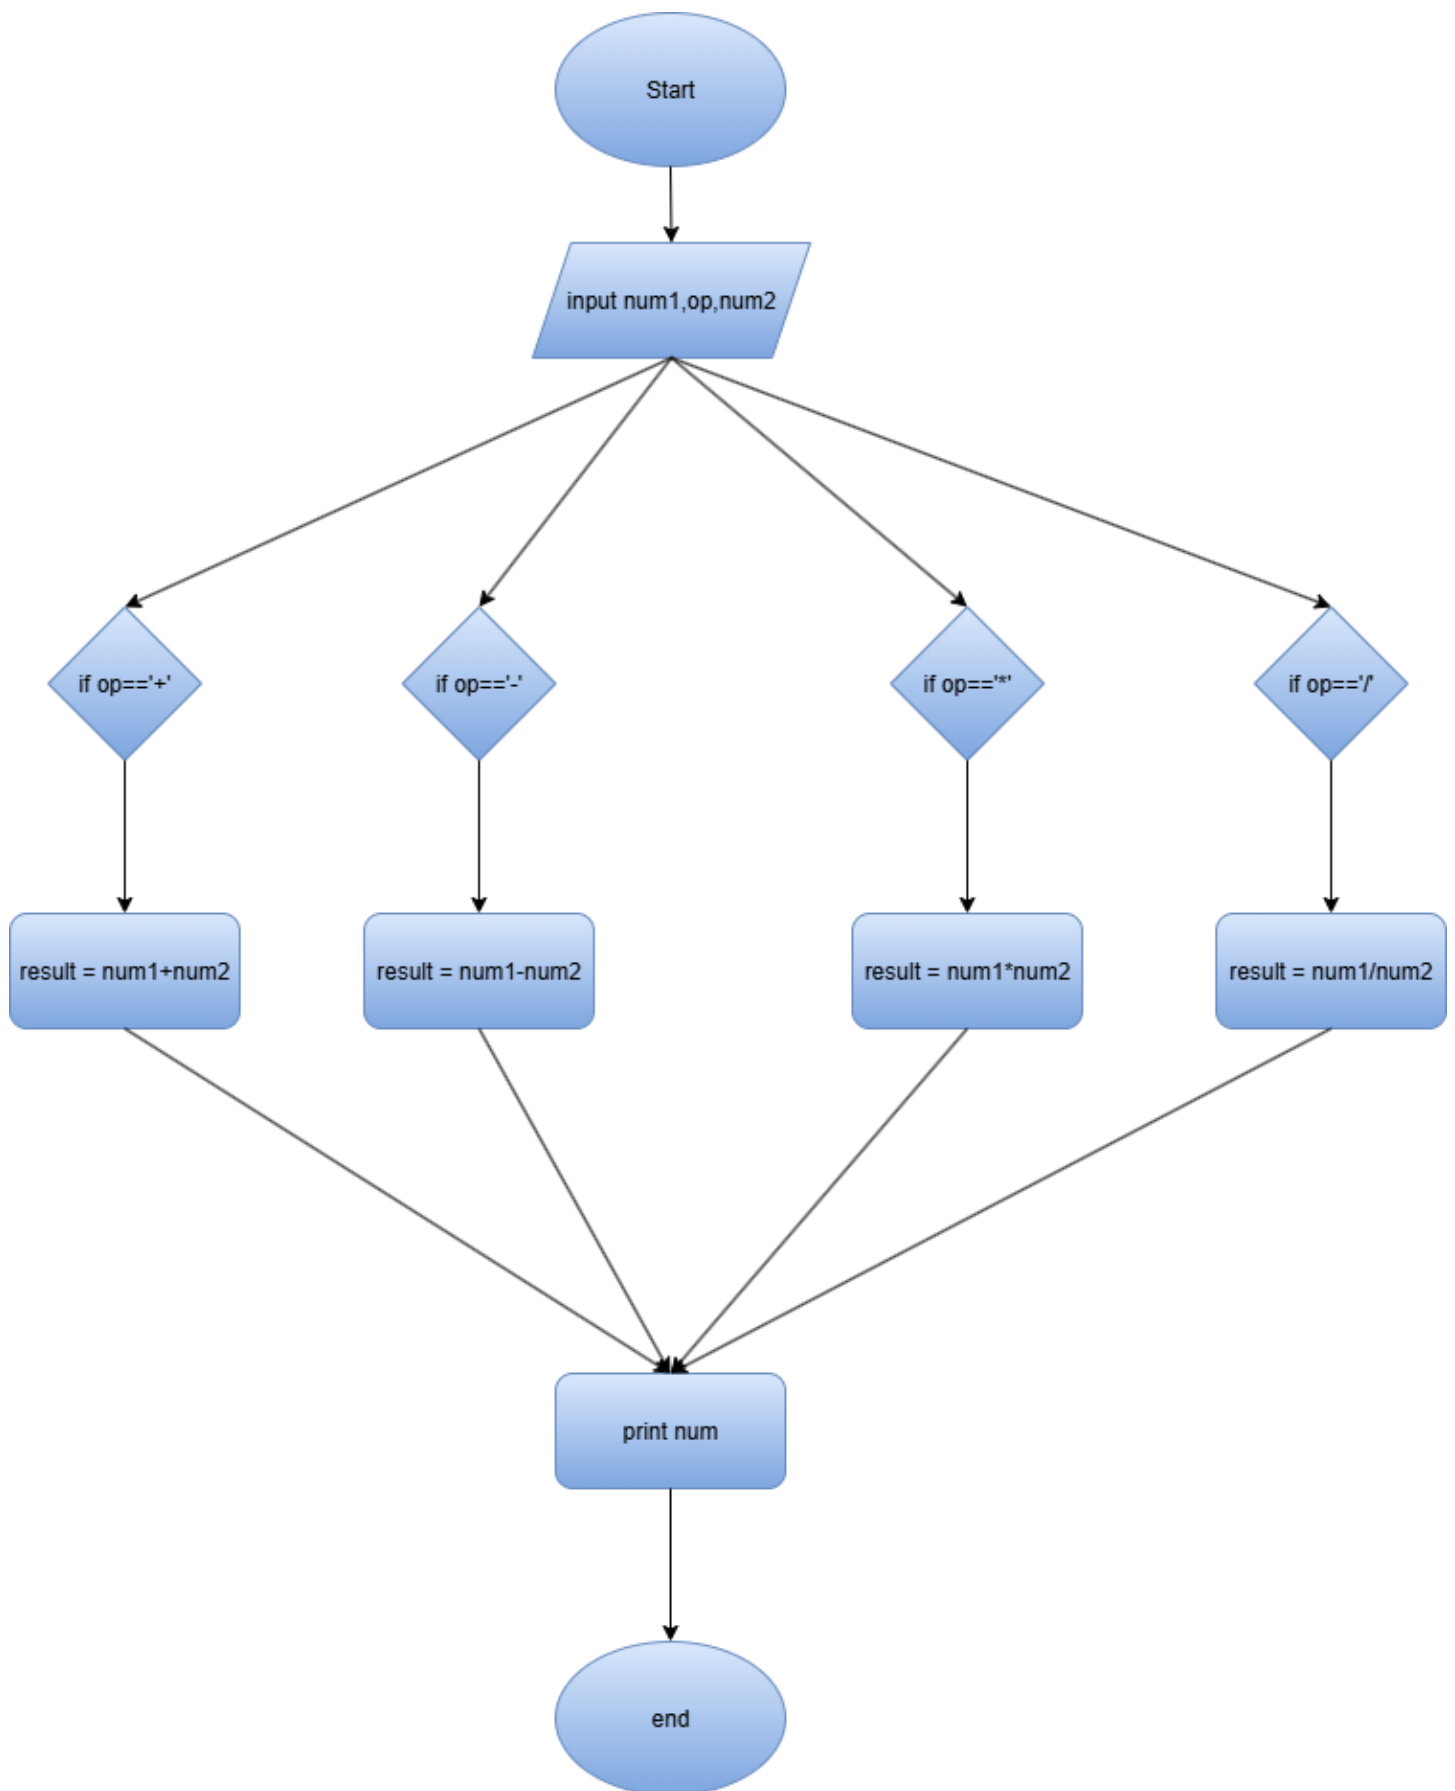 Start
input num1,op,num2
if op=='+'
if op=='-'
if op=='*'
if op=='/'
result = num1+num2
result = num1-num2
result = num1*num2
result = num1/num2
print num
end